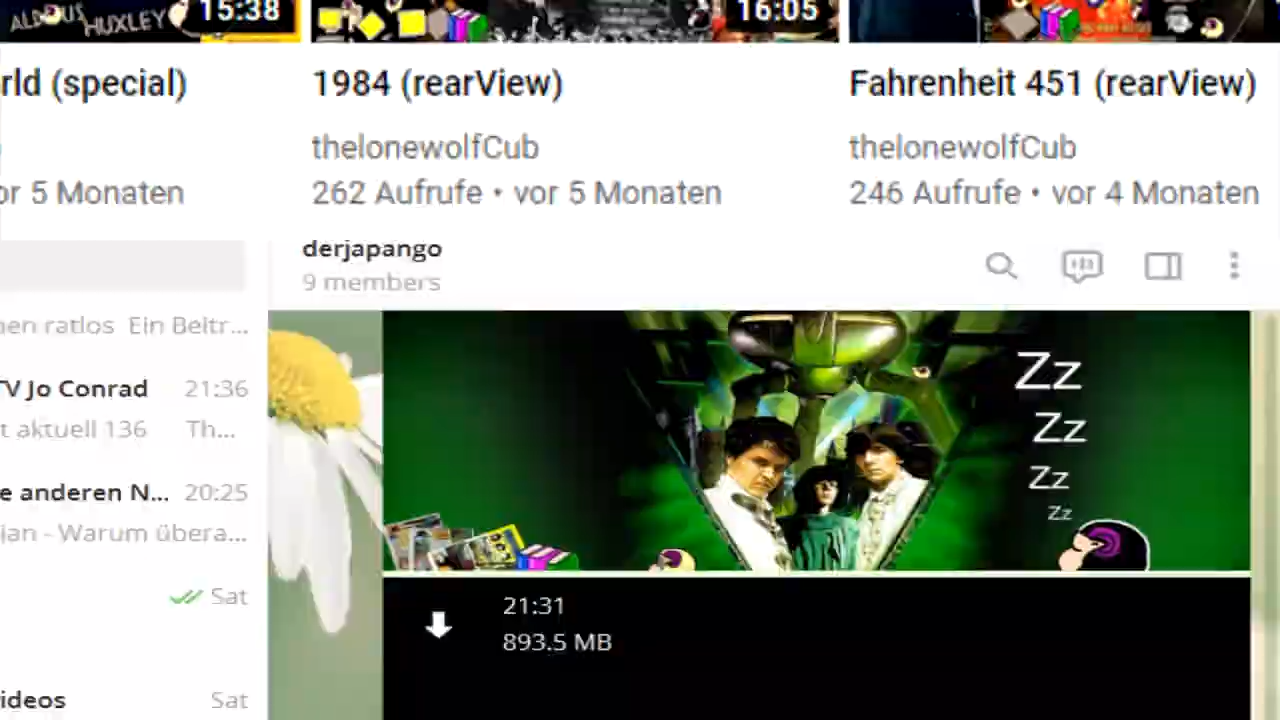 ALDOUS HUXLEY
15:38
16:05
rld (special)
1984 (rearView)
Fahrenheit 451 (rearView)
thelonewolfCub
thelonewolfCub
or 5 Monaten
262 Aufrufe • vor 5 Monaten
246 Aufrufe • vor 4 Monaten
derjapango
9 members
nen ratlos Ein Beitr...
TV Jo Conrad 21:36
t aktuell 136 Th...
e anderen N... 20:25
ian - Warum übera...
Sat
ideos Sat
Zz
Zz
Zz
Zz
21:31
893.5 MB